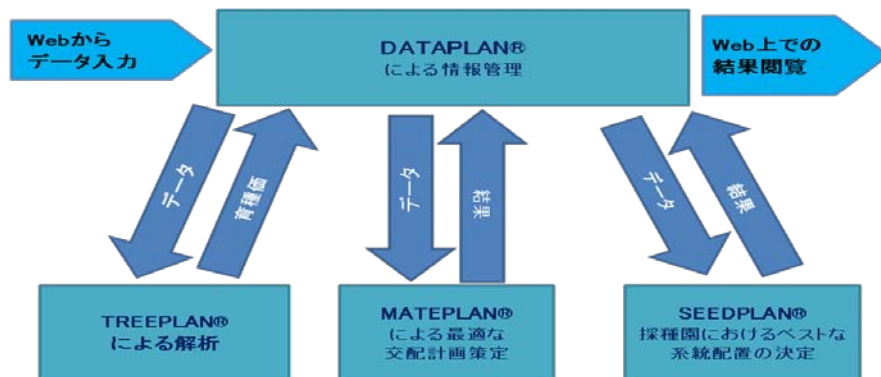 Webから
データ入力
DATAPLAN®
による情報管理
Web上での
結果閲覧
データ
育種価
データ
結果
データ
結果
TREEPLAN®
による解析
MATEPLAN®
による最適な
交配計画策定
SEEDPLAN®
採種園におけるベストな
系統配置の決定